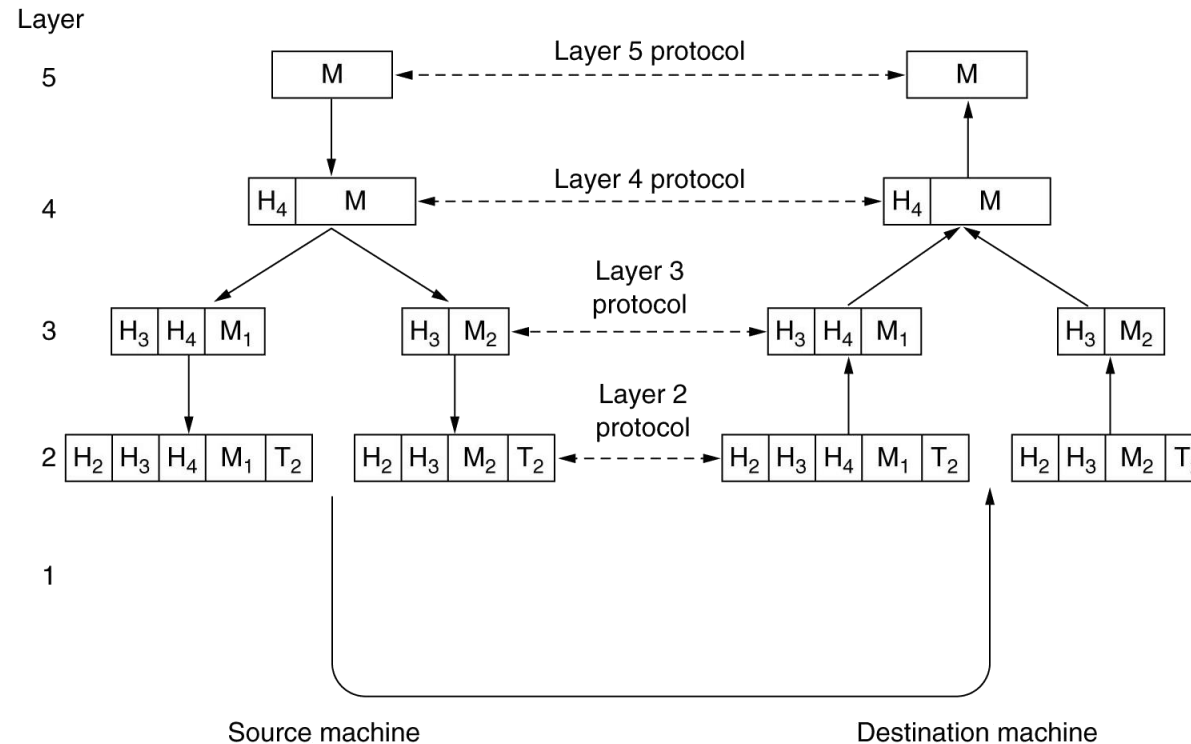 Layer
5 M Layer 5 protocol M
4 H₄ M Layer 4 protocol H₄ M
Layer 3
protocol
3 H₃ H₄ M₁ H₃ M₂ H₃ H₄ M₁ H₃ M₂
Layer 2
protocol
2 H₂ H₃ H₄ M₁ T₂ H₂ H₃ M₂ T₂ H₂ H₃ H₄ M₁ T₂ H₂ H₃ M₂ T
1
Source machine Destination machine